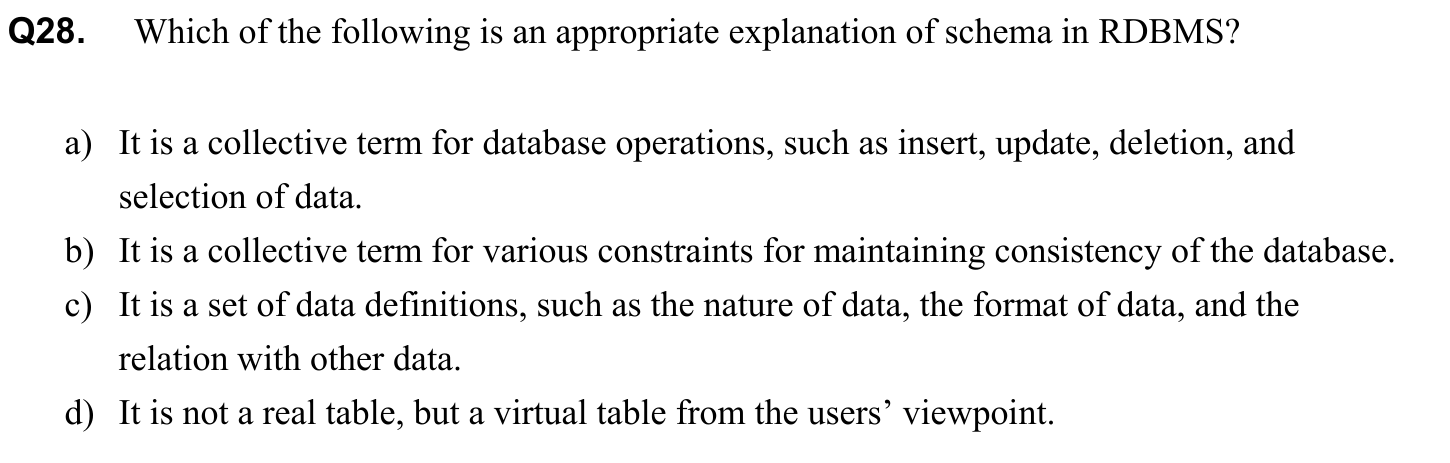 Q28. Which of the following is an appropriate explanation of schema in RDBMS?
a) It is a collective term for database operations, such as insert, update, deletion, and
selection of data.
b) It is a collective term for various constraints for maintaining consistency of the database.
c) It is a set of data definitions, such as the nature of data, the format of data, and the
relation with other data.
d) It is not a real table, but a virtual table from the users’ viewpoint.